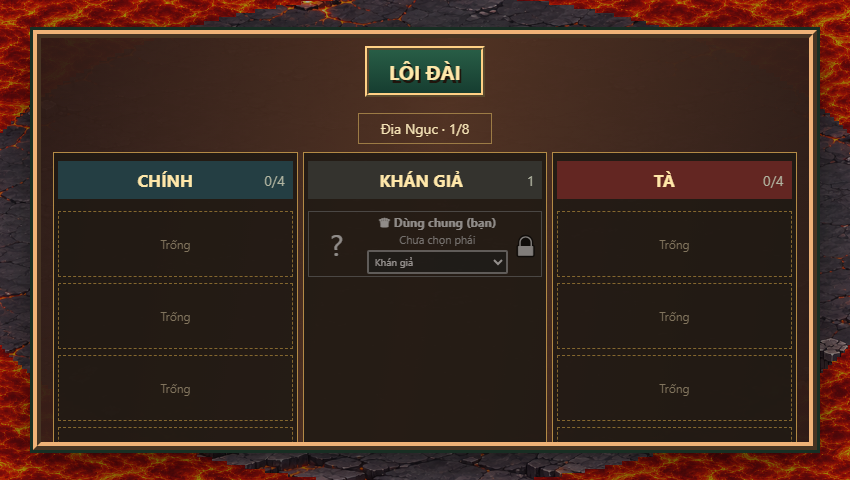 LÔI ĐÀI
Địa Ngục · 1/8
CHÍNH 0/4
Trống
Trống
Trống
KHÁN GIẢ 1
?
Dùng chung (bạn)
Chưa chọn phái
Khán giả
TÀ 0/4
Trống
Trống
Trống